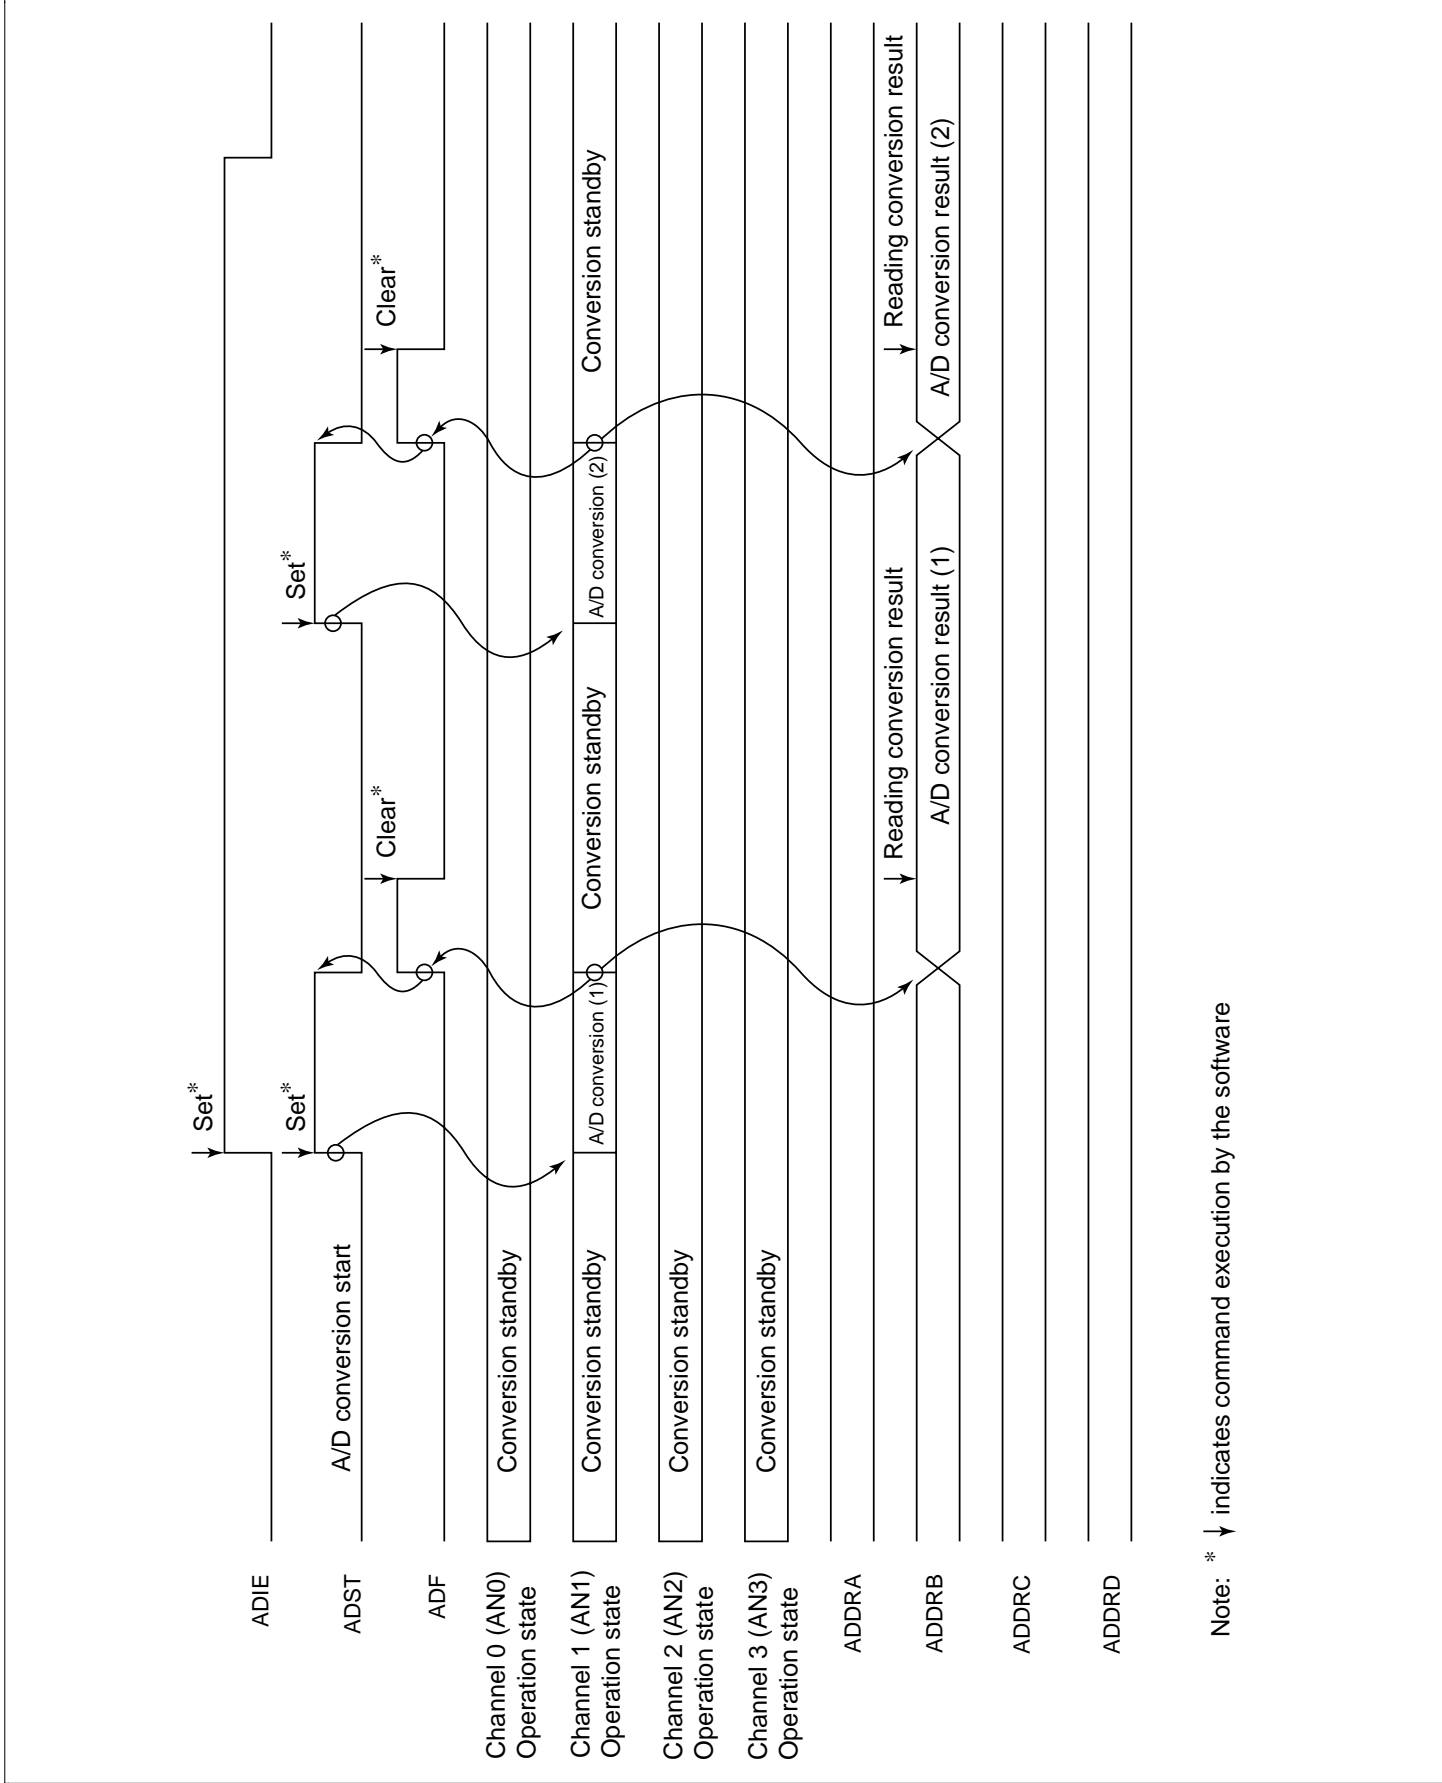 Set*
ADIE
Set*
A/D conversion start
Set*
ADST
Clear*
Clear*
ADF
Channel 0 (AN0)
Operation state
Conversion standby
Channel 1 (AN1)
Operation state
Conversion standby
A/D conversion (1)
Conversion standby
A/D conversion (2)
Conversion standby
Channel 2 (AN2)
Operation state
Conversion standby
Channel 3 (AN3)
Operation state
Conversion standby
ADDRA
Reading conversion result
Reading conversion result
ADDRB
A/D conversion result (1)
A/D conversion result (2)
ADDRC
ADDRD
Note: * ↓ indicates command execution by the software